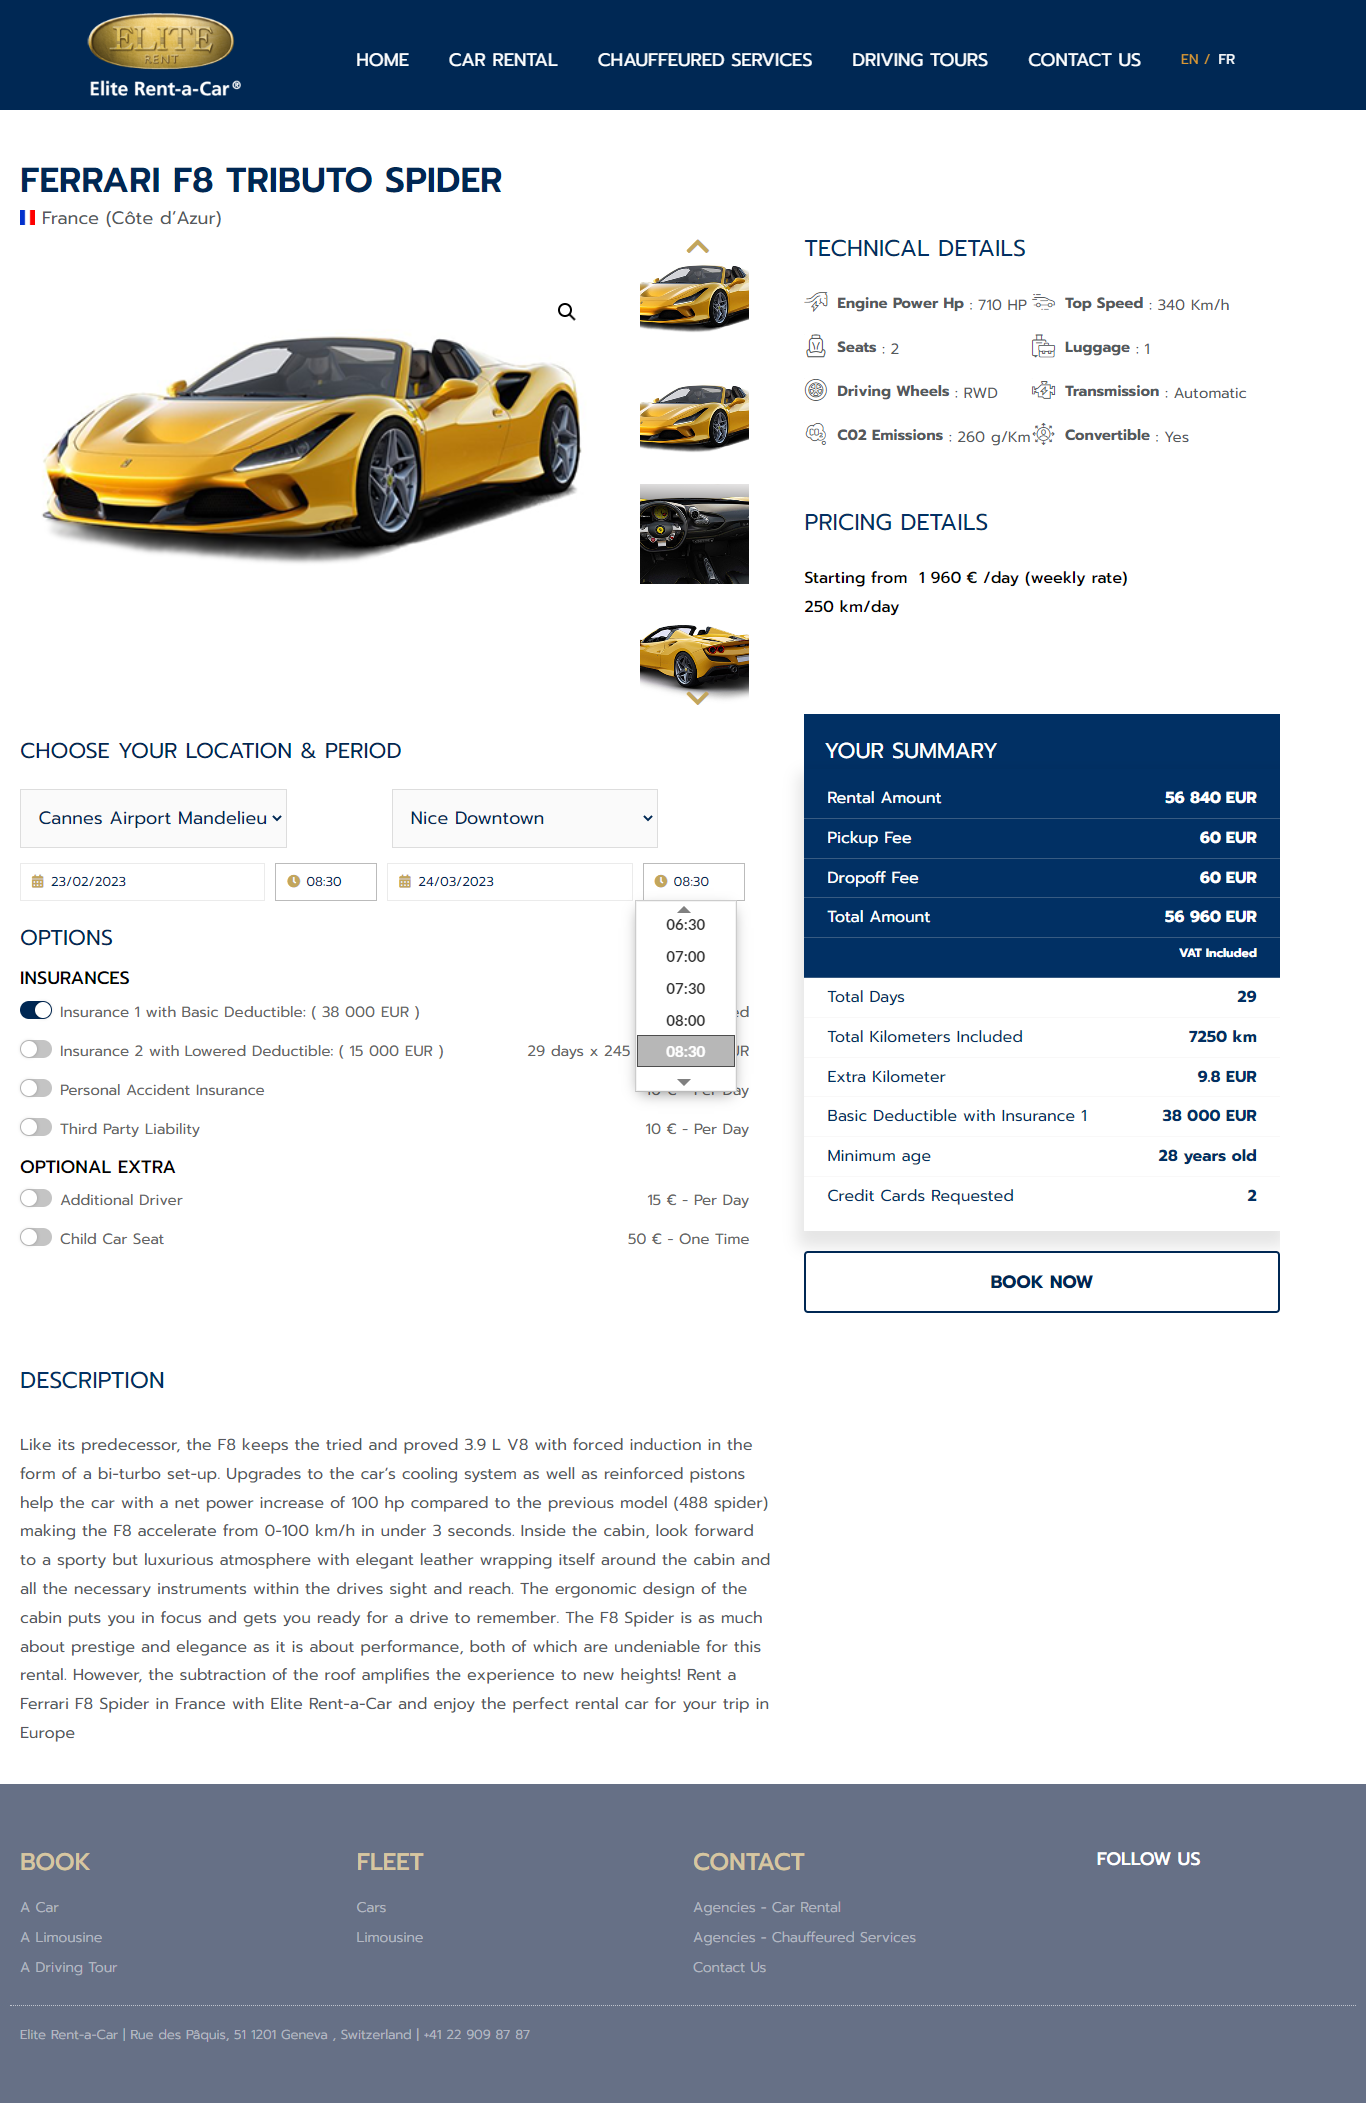 ELITE
RENT
Elite Rent-a-Car®
HOME
CAR RENTAL
CHAUFFEURED SERVICES
DRIVING TOURS
CONTACT US
EN / FR
FERRARI F8 TRIBUTO SPIDER
France (Côte d’Azur)
TECHNICAL DETAILS
Engine Power Hp : 710 HP
Top Speed : 340 Km/h
Seats : 2
Luggage : 1
Driving Wheels : RWD
Transmission : Automatic
C02 Emissions : 260 g/Km
Convertible : Yes
PRICING DETAILS
Starting from 1 960 € /day (weekly rate)
250 km/day
CHOOSE YOUR LOCATION & PERIOD
Cannes Airport Mandelieu
Nice Downtown
23/02/2023
08:30
24/03/2023
08:30
06:30
07:00
07:30
08:00
08:30
OPTIONS
INSURANCES
Insurance 1 with Basic Deductible: ( 38 000 EUR )
Insurance 2 with Lowered Deductible: ( 15 000 EUR )
29 days x 245
Personal Accident Insurance
10 € - Per Day
Third Party Liability
10 € - Per Day
OPTIONAL EXTRA
Additional Driver
15 € - Per Day
Child Car Seat
50 € - One Time
YOUR SUMMARY
Rental Amount
56 840 EUR
Pickup Fee
60 EUR
Dropoff Fee
60 EUR
Total Amount
56 960 EUR
VAT Included
Total Days
29
Total Kilometers Included
7250 km
Extra Kilometer
9.8 EUR
Basic Deductible with Insurance 1
38 000 EUR
Minimum age
28 years old
Credit Cards Requested
2
BOOK NOW
DESCRIPTION
Like its predecessor, the F8 keeps the tried and proved 3.9 L V8 with forced induction in the
form of a bi-turbo set-up. Upgrades to the car’s cooling system as well as reinforced pistons
help the car with a net power increase of 100 hp compared to the previous model (488 spider)
making the F8 accelerate from 0-100 km/h in under 3 seconds. Inside the cabin, look forward
to a sporty but luxurious atmosphere with elegant leather wrapping itself around the cabin and
all the necessary instruments within the drives sight and reach. The ergonomic design of the
cabin puts you in focus and gets you ready for a drive to remember. The F8 Spider is as much
about prestige and elegance as it is about performance, both of which are undeniable for this
rental. However, the subtraction of the roof amplifies the experience to new heights! Rent a
Ferrari F8 Spider in France with Elite Rent-a-Car and enjoy the perfect rental car for your trip in
Europe
BOOK
A Car
A Limousine
A Driving Tour
FLEET
Cars
Limousine
CONTACT
Agencies - Car Rental
Agencies - Chauffeured Services
Contact Us
FOLLOW US
Elite Rent-a-Car | Rue des Pâquis, 51 1201 Geneva , Switzerland | +41 22 909 87 87